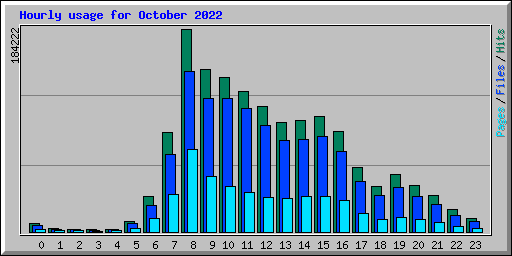 Hourly usage for October 2022
184222
Pages/Files/Hits
0 1 2 3 4 5 6 7 8 9 10 11 12 13 14 15 16 17 18 19 20 21 22 23